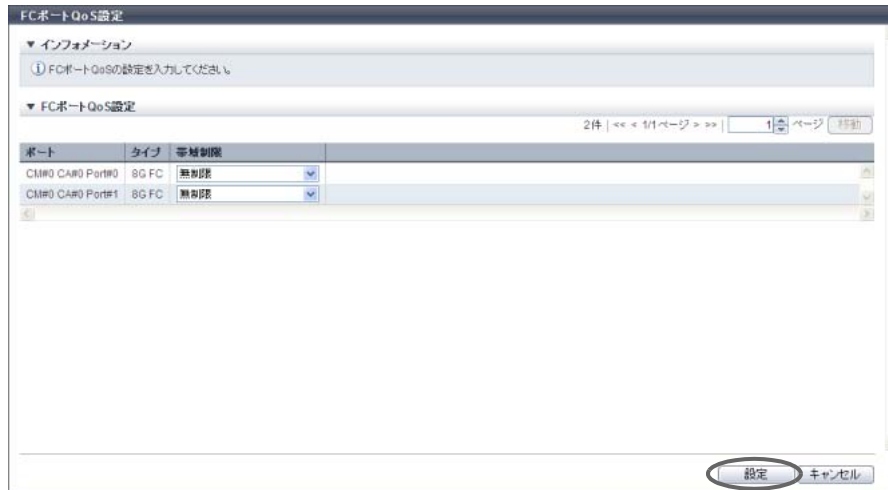 FCポートQoS設定
▼ インフォメーション
FCポートQoSの設定を入力してください。
▼ FCポートQoS設定
2件 | << < 1/1ページ > >> | 1 ページ 移動
ポート タイプ 帯域制限
CM#0 CA#0 Port#0 8G FC 無制限
CM#0 CA#0 Port#1 8G FC 無制限
設定 キャンセル